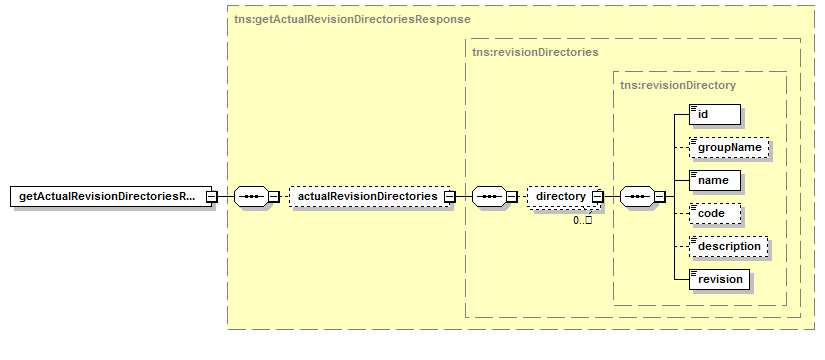 tns:getActualRevisionDirectoriesResponse
tns:revisionDirectories
tns:revisionDirectory
id
groupName
getActualRevisionDirectoriesR...
actualRevisionDirectories
directory
name
0..□
code
description
revision